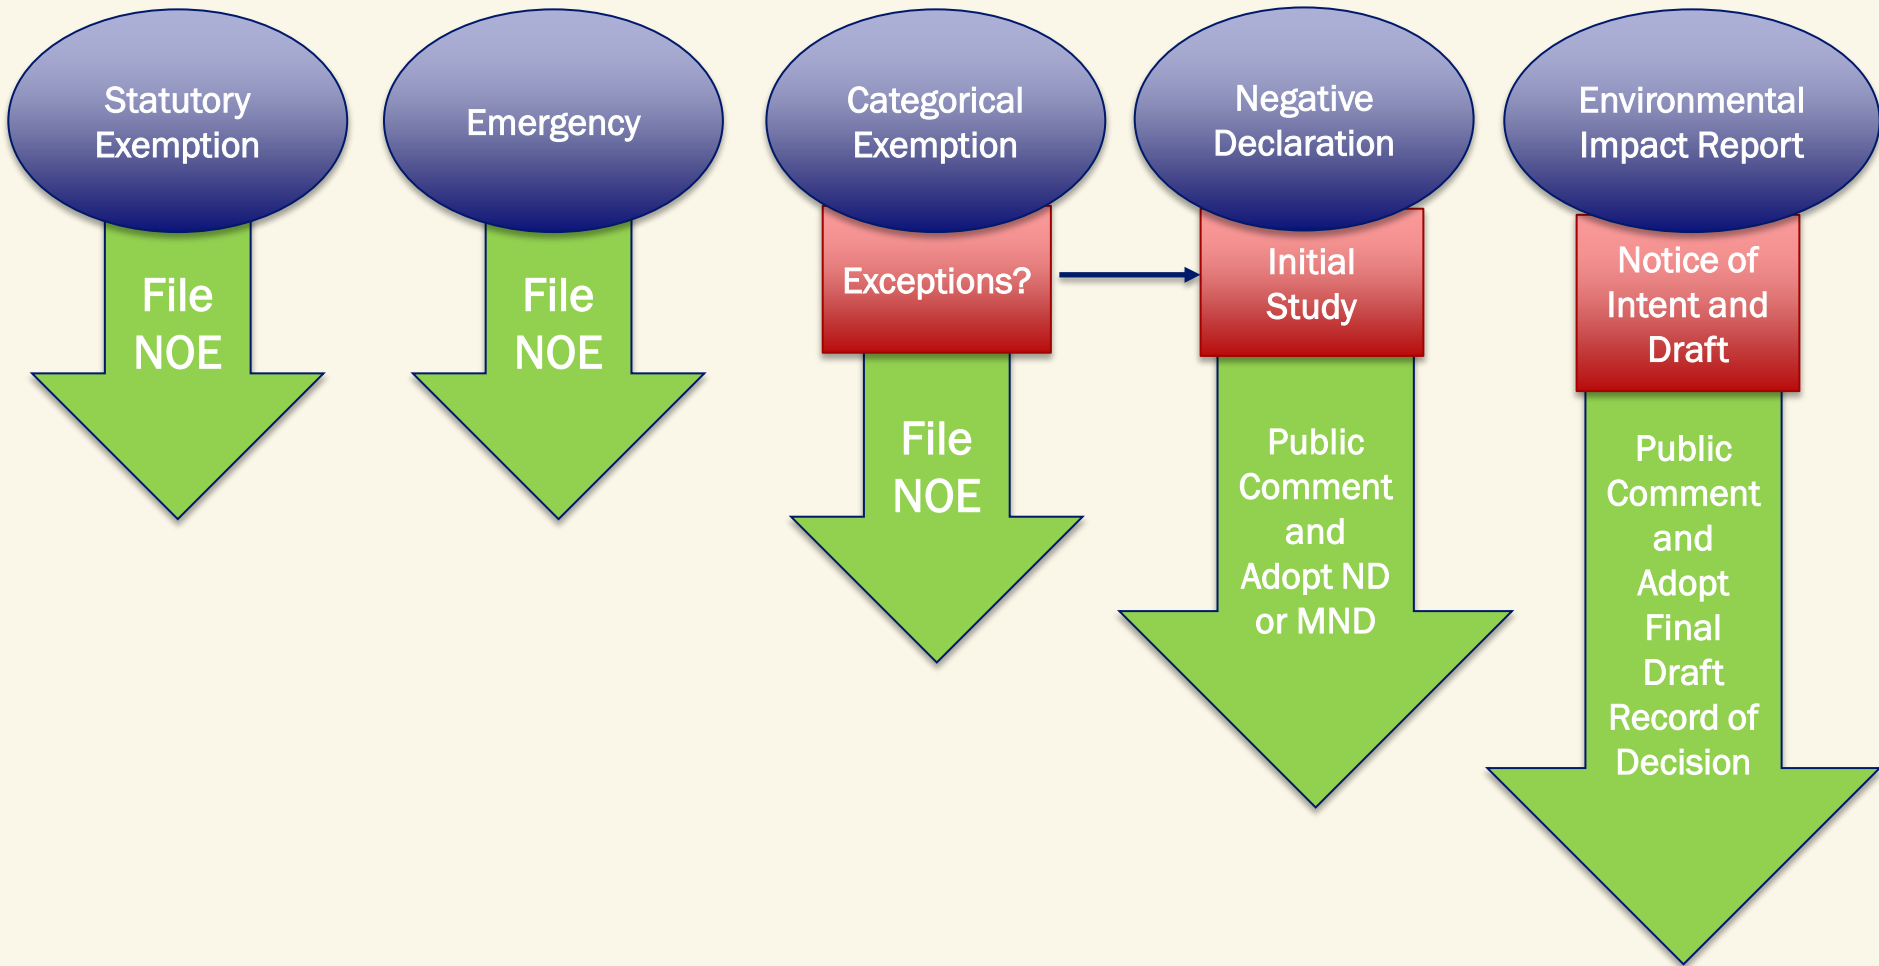 Statutory
Exemption
File
NOE
Emergency
File
NOE
Categorical
Exemption
Exceptions?
File
NOE
Negative
Declaration
Initial
Study
Public
Comment
and
Adopt ND
or MND
Environmental
Impact Report
Notice of
Intent and
Draft
Public
Comment
and
Adopt
Final
Draft
Record of
Decision